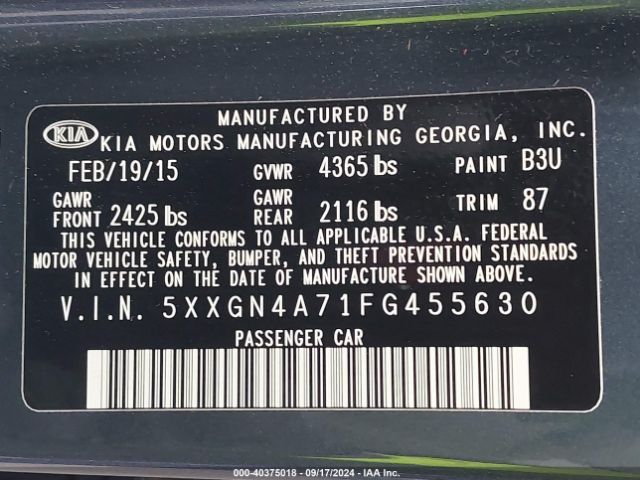 MANUFACTURED BY
KIA KIA MOTORS MANUFACTURING GEORGIA, INC.
FEB/19/15 GVWR 4365 lbs PAINT B3U
GAWR FRONT 2425 lbs GAWR REAR 2116 lbs TRIM 87
THIS VEHICLE CONFORMS TO ALL APPLICABLE U.S.A. FEDERAL
MOTOR VEHICLE SAFETY, BUMPER, AND THEFT PREVENTION STANDARDS
IN EFFECT ON THE DATE OF MANUFACTURE SHOWN ABOVE.
V.I.N. 5XXGN4A71FG455630
PASSENGER CAR
000-40375018 - 09/17/2024 - IAA Inc.